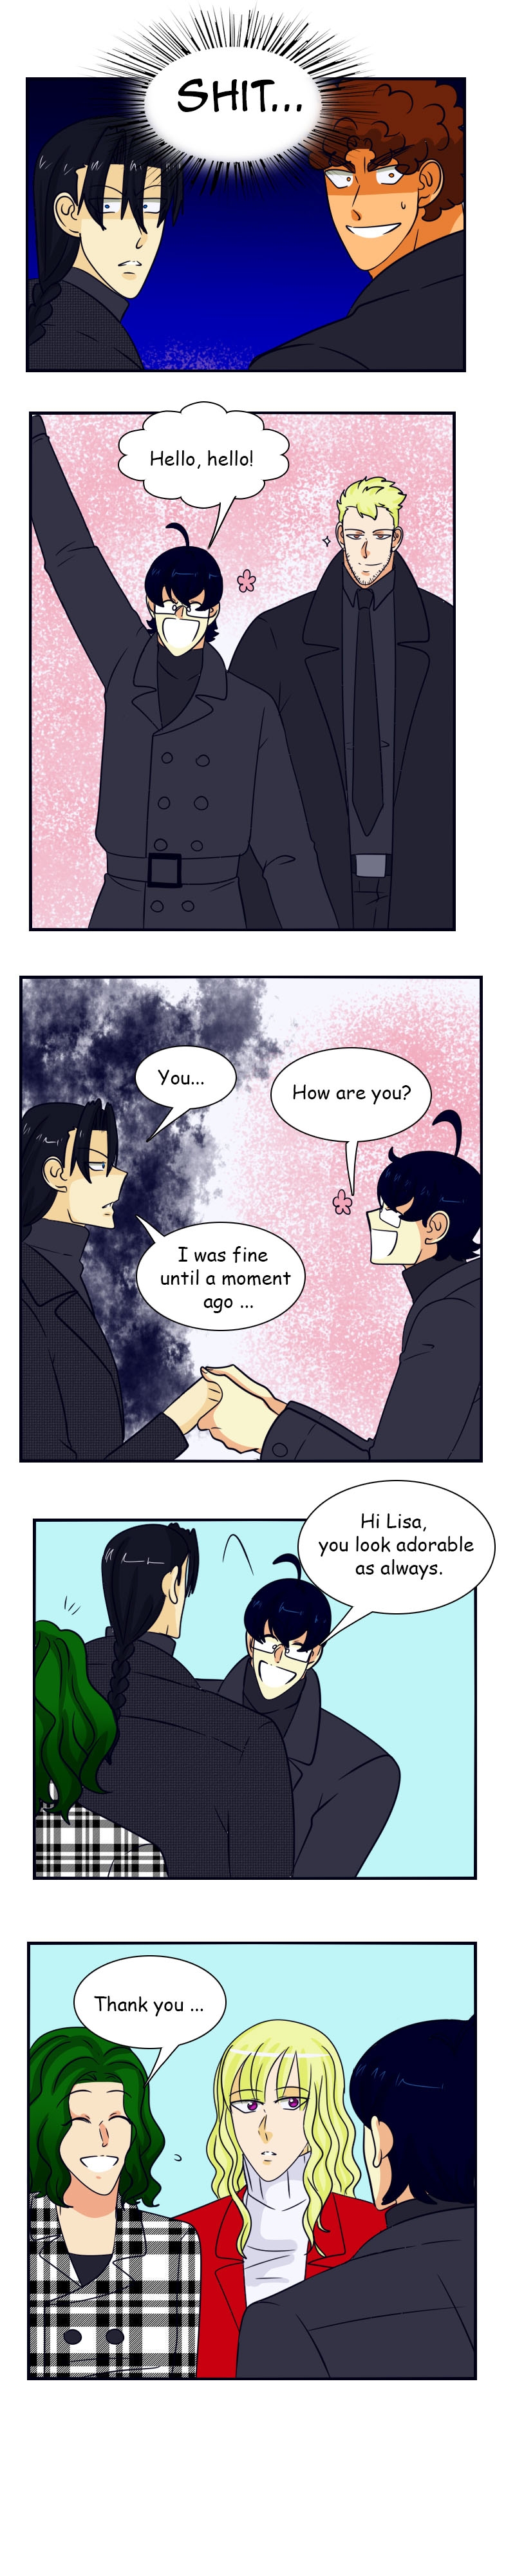 SHIT...
Hello, hello!
You...
How are you?
I was fine
until a moment
ago ...
Hi Lisa,
you look adorable
as always.
Thank you ...